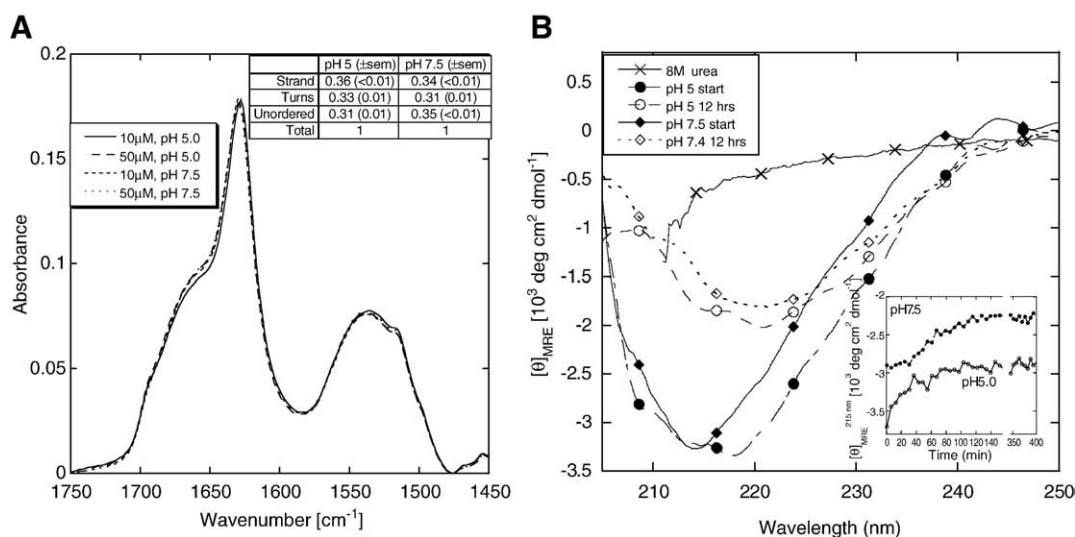 A
pH 5 (±sem) pH 7.5 (±sem)
Strand 0.36 (<0.01) 0.34 (<0.01)
Turns 0.33 (0.01) 0.31 (0.01)
Unordered 0.31 (0.01) 0.35 (<0.01)
Total 1 1
10µM, pH 5.0
50µM, pH 5.0
10µM, pH 7.5
50µM, pH 7.5
0.2
0.15
0.1
0.05
0
Absorbance
1750 1700 1650 1600 1550 1500 1450
Wavenumber [cm⁻¹]
B
8M urea
pH 5 start
pH 5 12 hrs
pH 7.5 start
pH 7.4 12 hrs
0.5
0
-0.5
-1
-1.5
-2
-2.5
-3
-3.5
[θ]MRE [10³ deg cm² dmol⁻¹]
210 220 230 240 250
Wavelength (nm)
pH7.5
pH5.0
-2
-2.5
-3
-3.5
[θ]MRE 215 nm [10³ deg cm² dmol⁻¹]
0 20 40 60 80 100 120 140 350 400
Time (min)